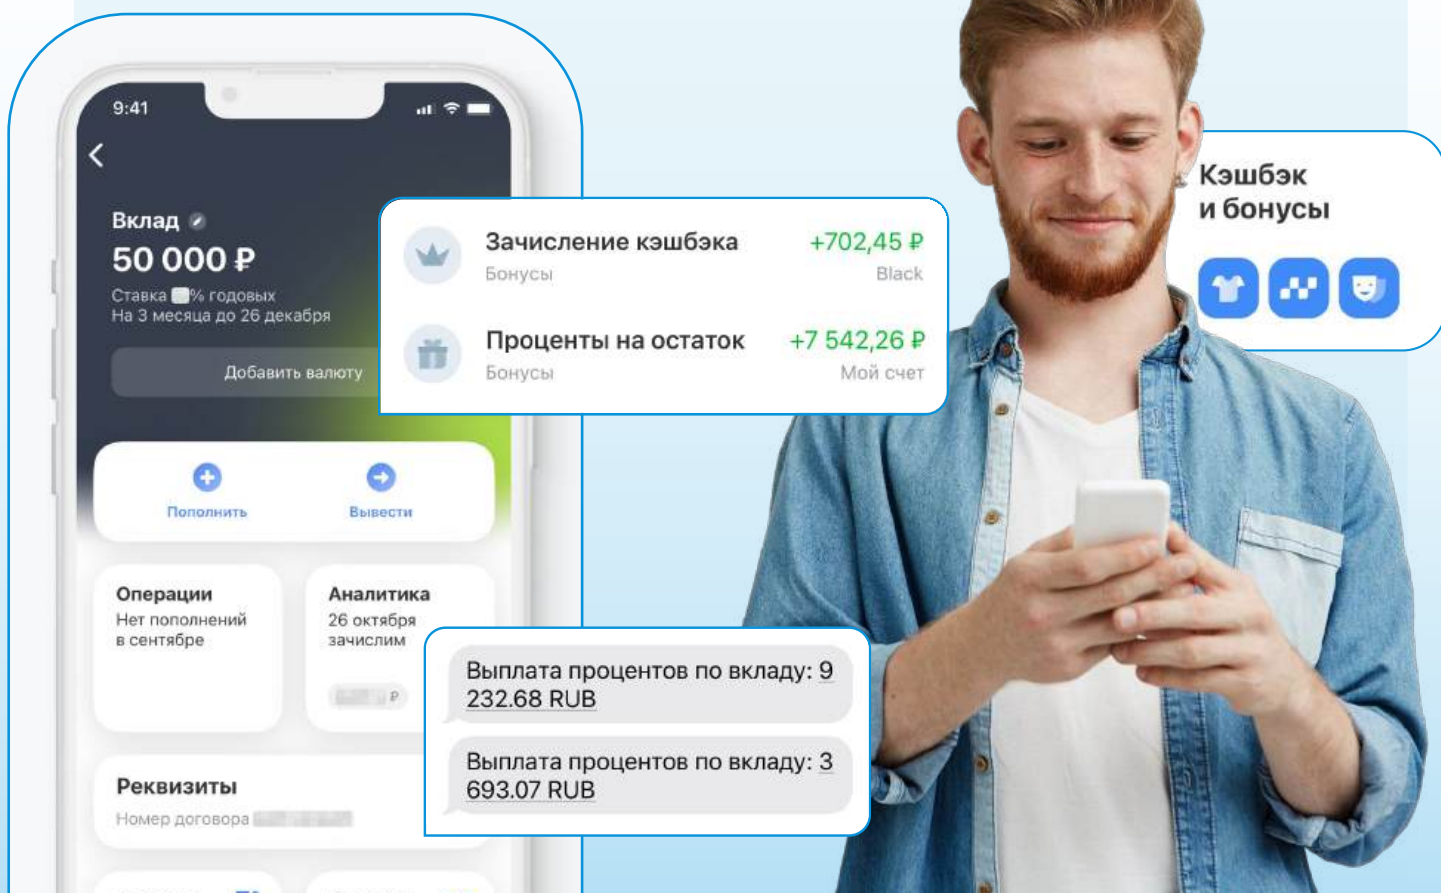 9:41
Вклад
50 000 ₽
Ставка % годовых
На 3 месяца до 26 декабря
Добавить валюту
Пополнить
Вывести
Операции
Нет пополнений
в сентябре
Аналитика
26 октября
зачислим
₽
Реквизиты
Номер договора
Зачисление кэшбэка +702,45 ₽
Бонусы Black
Проценты на остаток +7 542,26 ₽
Бонусы Мой счет
Выплата процентов по вкладу: 9
232.68 RUB
Выплата процентов по вкладу: 3
693.07 RUB
Кэшбэк
и бонусы